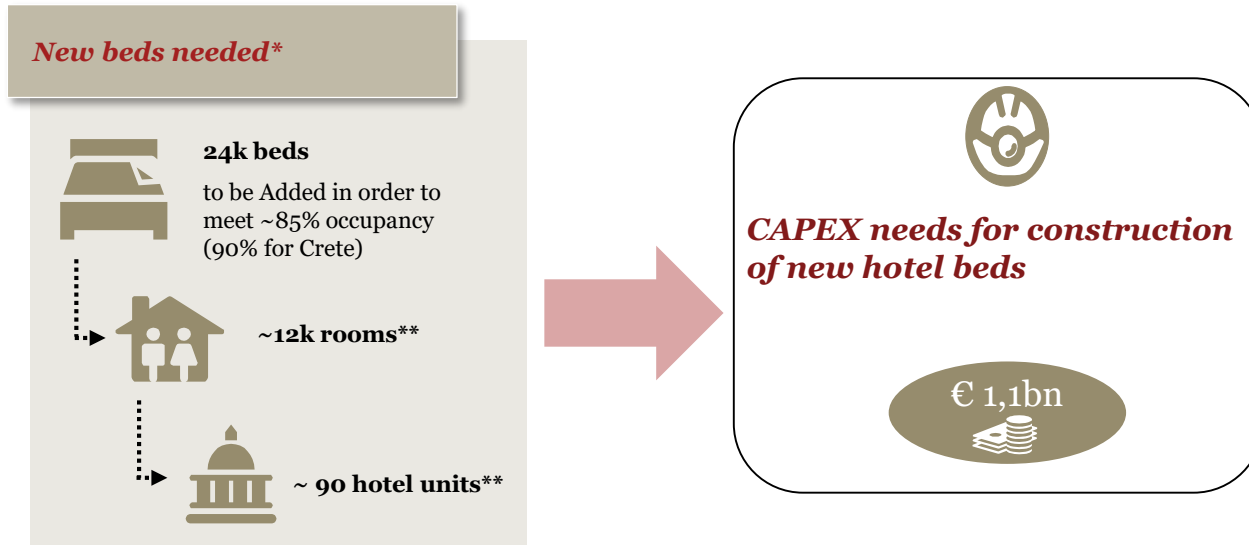 New beds needed*
24k beds
to be Added in order to
meet ~85% occupancy
(90% for Crete)
~12k rooms**
~ 90 hotel units**
CAPEX needs for construction
of new hotel beds
€ 1,1bn